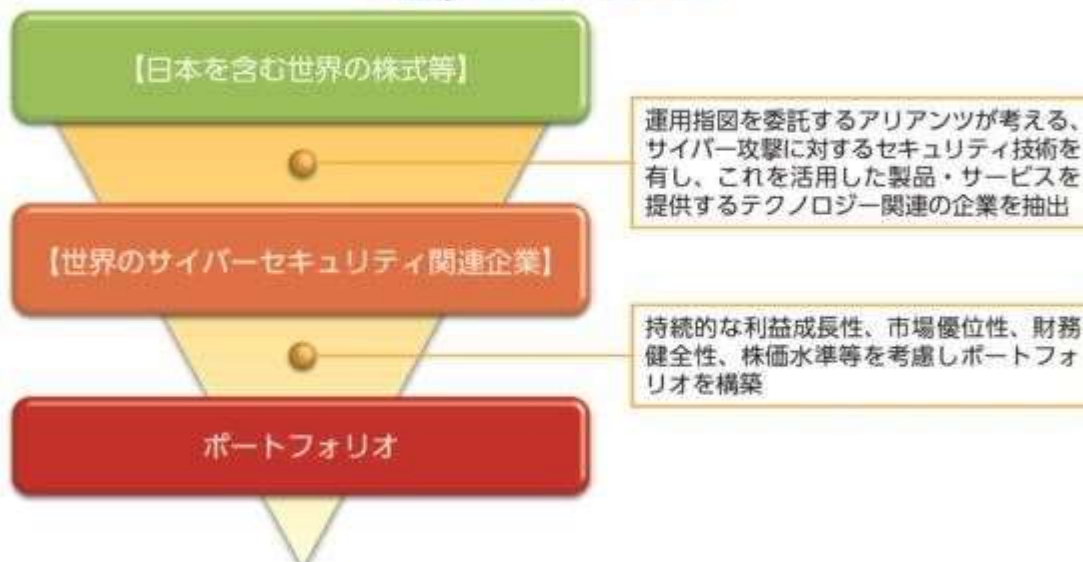 【日本を含む世界の株式等】
運用指図を委託するアリアンツが考える、
サイバー攻撃に対するセキュリティ技術を
有し、これを活用した製品・サービスを
提供するテクノロジー関連の企業を抽出
【世界のサイバーセキュリティ関連企業】
持続的な利益成長性、市場優位性、財務
健全性、株価水準等を考慮しポートフォ
リオを構築
ポートフォリオ